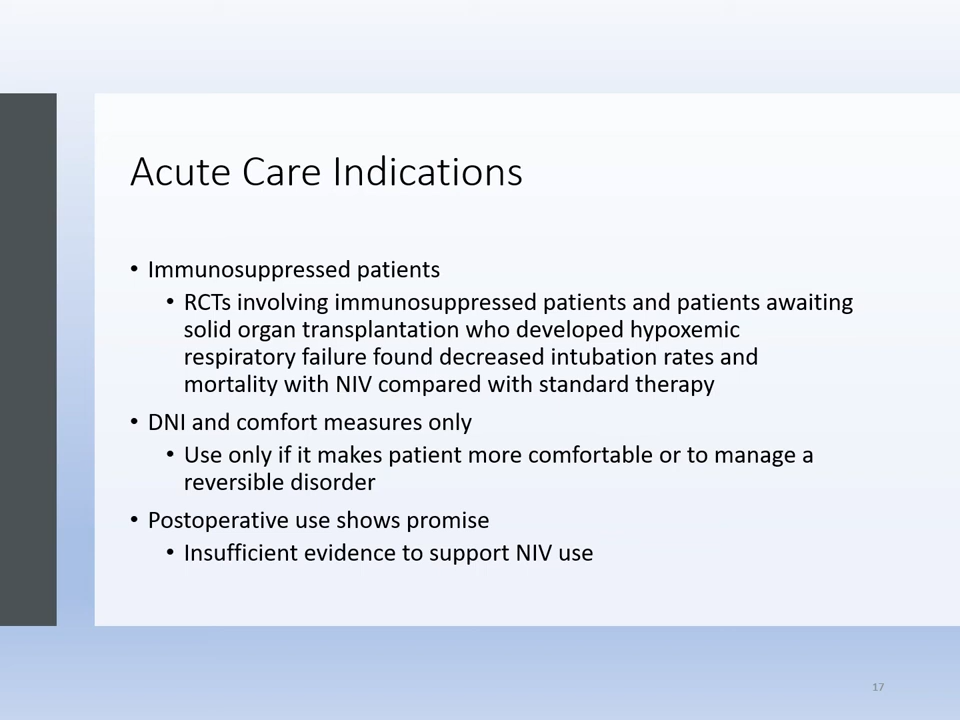 Acute Care Indications
• Immunosuppressed patients
• RCTs involving immunosuppressed patients and patients awaiting
solid organ transplantation who developed hypoxemic
respiratory failure found decreased intubation rates and
mortality with NIV compared with standard therapy
• DNI and comfort measures only
• Use only if it makes patient more comfortable or to manage a
reversible disorder
• Postoperative use shows promise
• Insufficient evidence to support NIV use
17